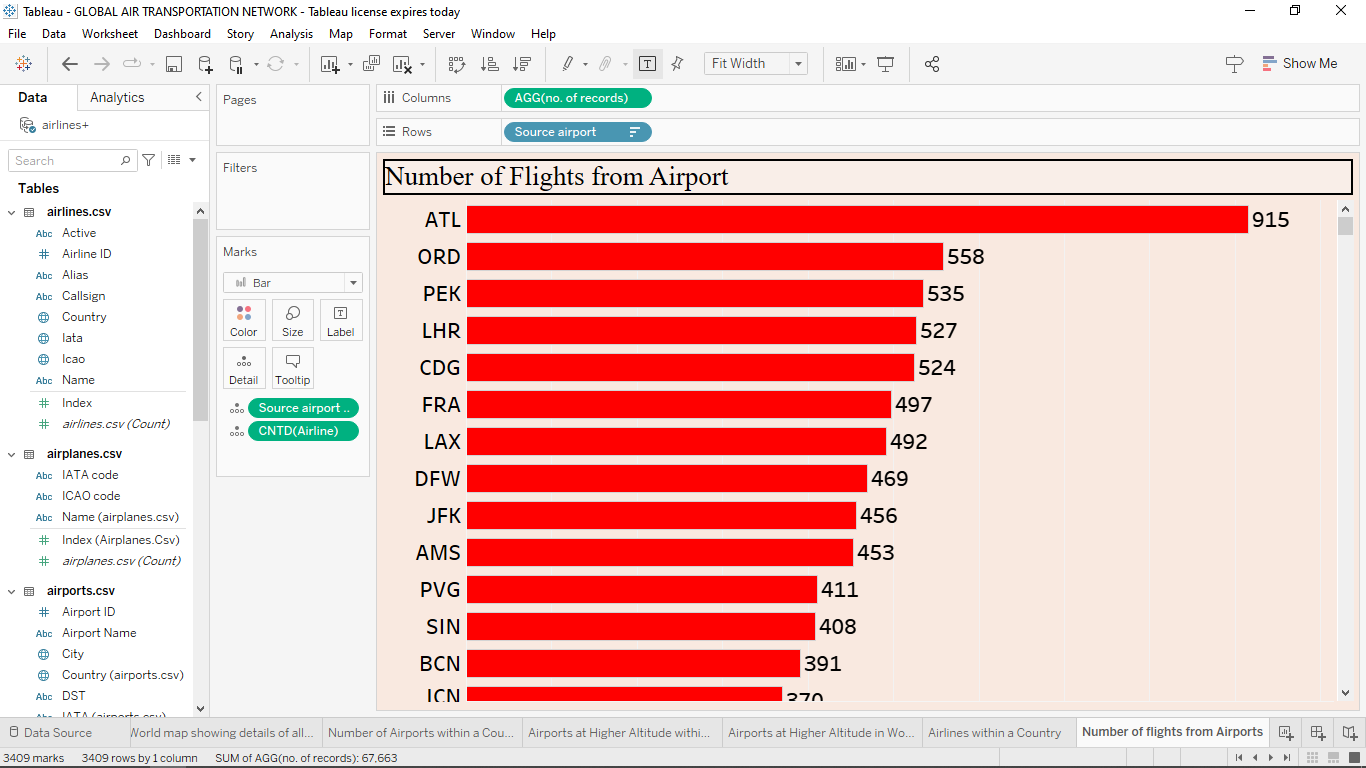 Tableau - GLOBAL AIR TRANSPORTATION NETWORK - Tableau license expires today
File Data Worksheet Dashboard Story Analysis Map Format Server Window Help
Fit Width
Show Me
Data Analytics
airlines+
Search
Tables
airlines.csv
Abc Active
# Airline ID
Abc Alias
Abc Callsign
Country
Iata
Icao
Abc Name
# Index
# airlines.csv (Count)
airplanes.csv
Abc IATA code
Abc ICAO code
Abc Name (airplanes.csv)
# Index (Airplanes.Csv)
# airplanes.csv (Count)
airports.csv
# Airport ID
Abc Airport Name
City
Country (airports.csv)
Abc DST
Abc IATA (airports.csv)
Pages
Filters
Marks
Bar
Color Size Label
Detail Tooltip
Source airport ..
CNTD(Airline)
Columns AGG(no. of records)
Rows Source airport
Number of Flights from Airport
ATL 915
ORD 558
PEK 535
LHR 527
CDG 524
FRA 497
LAX 492
DFW 469
JFK 456
AMS 453
PVG 411
SIN 408
BCN 391
ICN 370
Data Source World map showing details of all... Number of Airports within a Cou... Airports at Higher Altitude withi... Airports at Higher Altitude in Wo... Airlines within a Country Number of flights from Airports
3409 marks 3409 rows by 1 column SUM of AGG(no. of records): 67,663